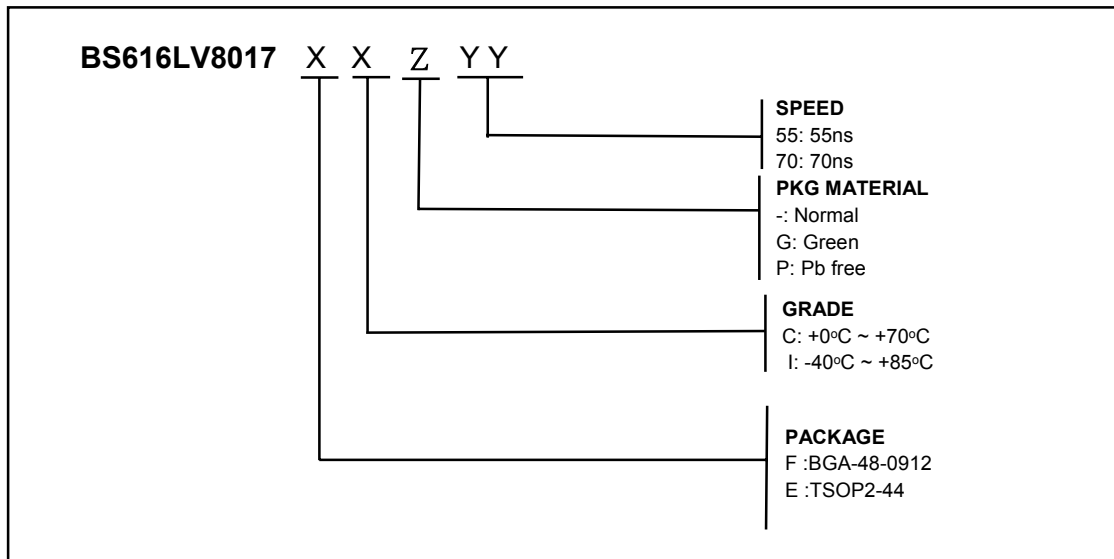 BS616LV8017 X X Z Y Y
SPEED
55: 55ns
70: 70ns
PKG MATERIAL
-: Normal
G: Green
P: Pb free
GRADE
C: +0oC ~ +70oC
I: -40oC ~ +85oC
PACKAGE
F :BGA-48-0912
E :TSOP2-44